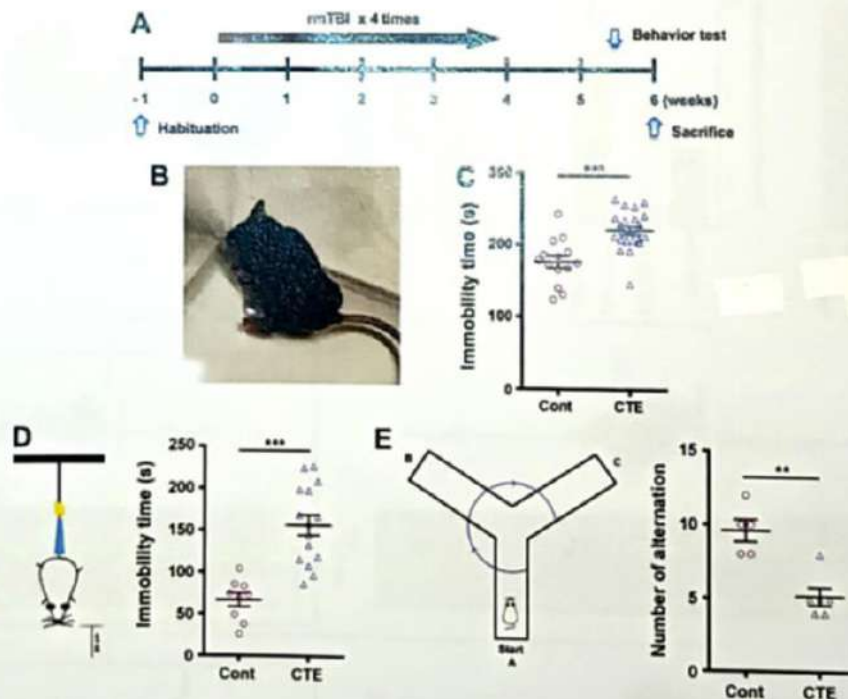 A
rmTBI x 4 times
Behavior test
-1 0 1 2 3 4 5 6 (weeks)
Habituation
Sacrifice
B
C
***
Immobility time (s)
300
200
100
0
Cont CTE
D
Immobility time (s)
250
200
150
100
50
0
***
Cont CTE
E
B
C
Start
A
Number of alternation
15
10
5
0
**
Cont CTE